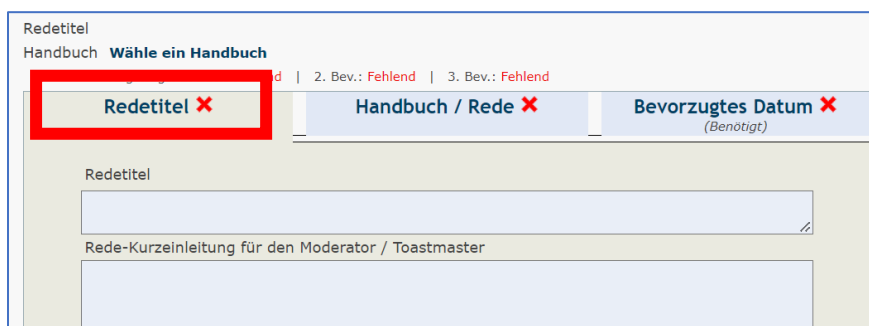 Redetitel
Handbuch Wähle ein Handbuch
| 2. Bev.: Fehlend | 3. Bev.: Fehlend
Redetitel Handbuch / Rede Bevorzugtes Datum
(Benötigt)
Redetitel
Rede-Kurzeinleitung für den Moderator / Toastmaster